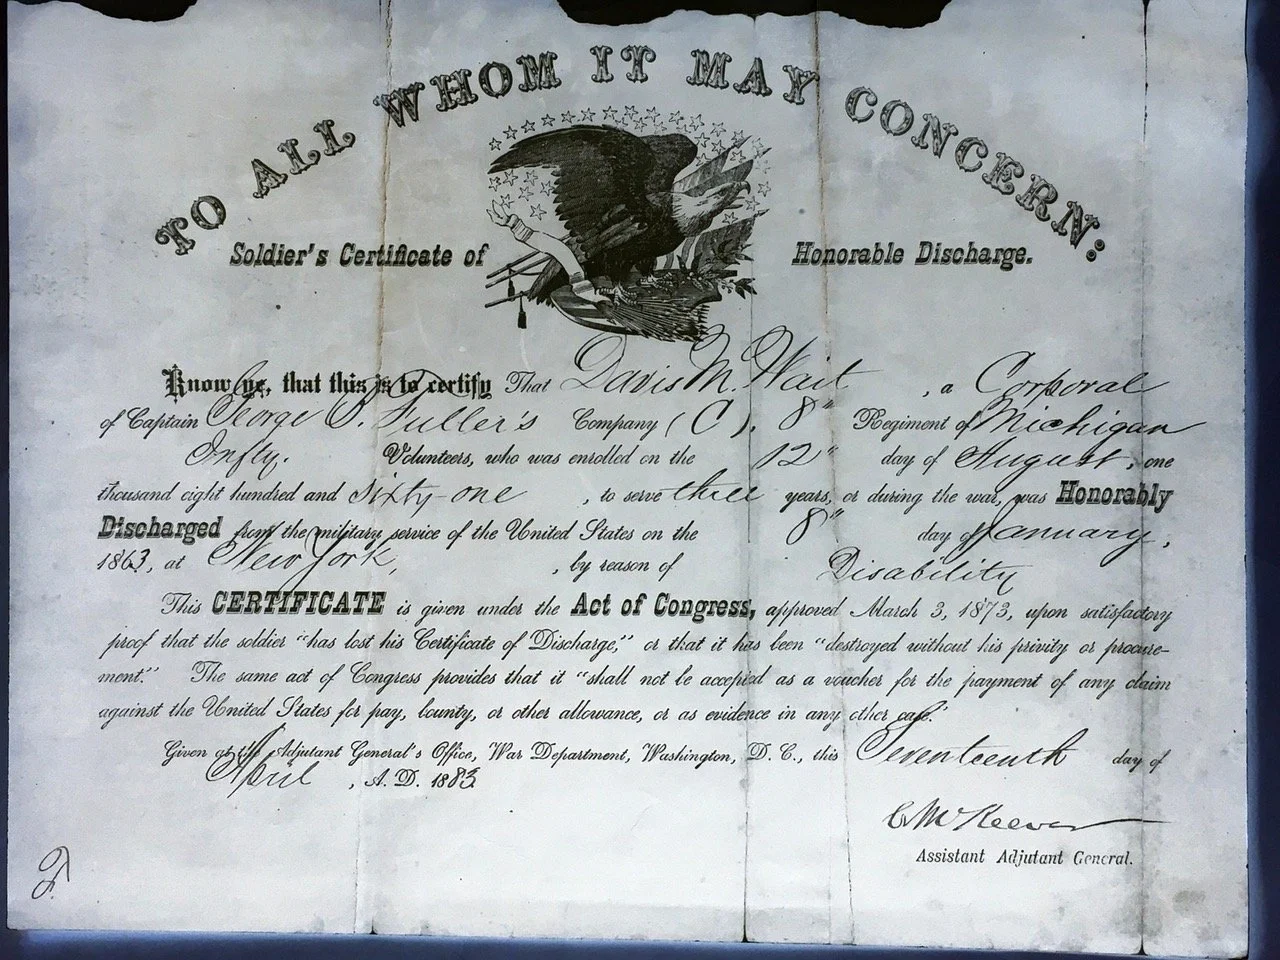 TO ALL WHOM IT MAY CONCERN:
Soldier's Certificate of Honorable Discharge.
Know ye, that this is to certify That Davis M. Wait, a Corporal
of Captain George S. Fuller's Company (C), 8" Regiment of Michigan
Infty. Volunteers, who was enrolled on the 12" day of August, one
thousand eight hundred and sixty-one, to serve three years, or during the war, was Honorably
Discharged from the military service of the United States on the 8" day of January,
1863, at New York, , by reason of Disability
This CERTIFICATE is given under the Act of Congress, approved March 3, 1873, upon satisfactory
proof that the soldier "has lost his Certificate of Discharge," or that it has been "destroyed without his privity or procure-
ment." The same act of Congress provides that it "shall not be accepted as a voucher for the payment of any claim
against the United States for pay, bounty, or other allowance, or as evidence in any other case."
Given at the Adjutant General's Office, War Department, Washington, D. C., this Seventeenth day of
April, A. D. 1883.
C McKeever
Assistant Adjutant General.